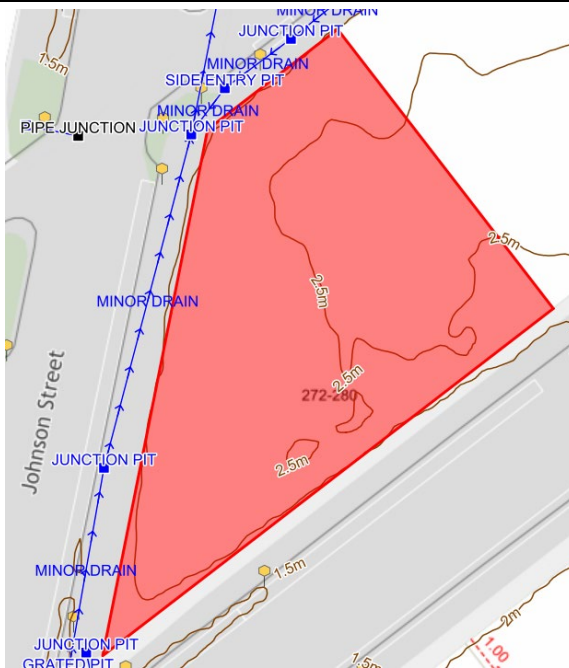 MINOR DRAIN
JUNCTION PIT
1.5m
MINOR DRAIN
SIDE ENTRY PIT
MINOR DRAIN
PIPE JUNCTION
JUNCTION PIT
2.5m
2.5m
MINOR DRAIN
2.5m
272-280
Johnson Street
JUNCTION PIT
2.5m
MINOR DRAIN
1.5m
2m
JUNCTION PIT
GRATED PIT
1.5m
1.00